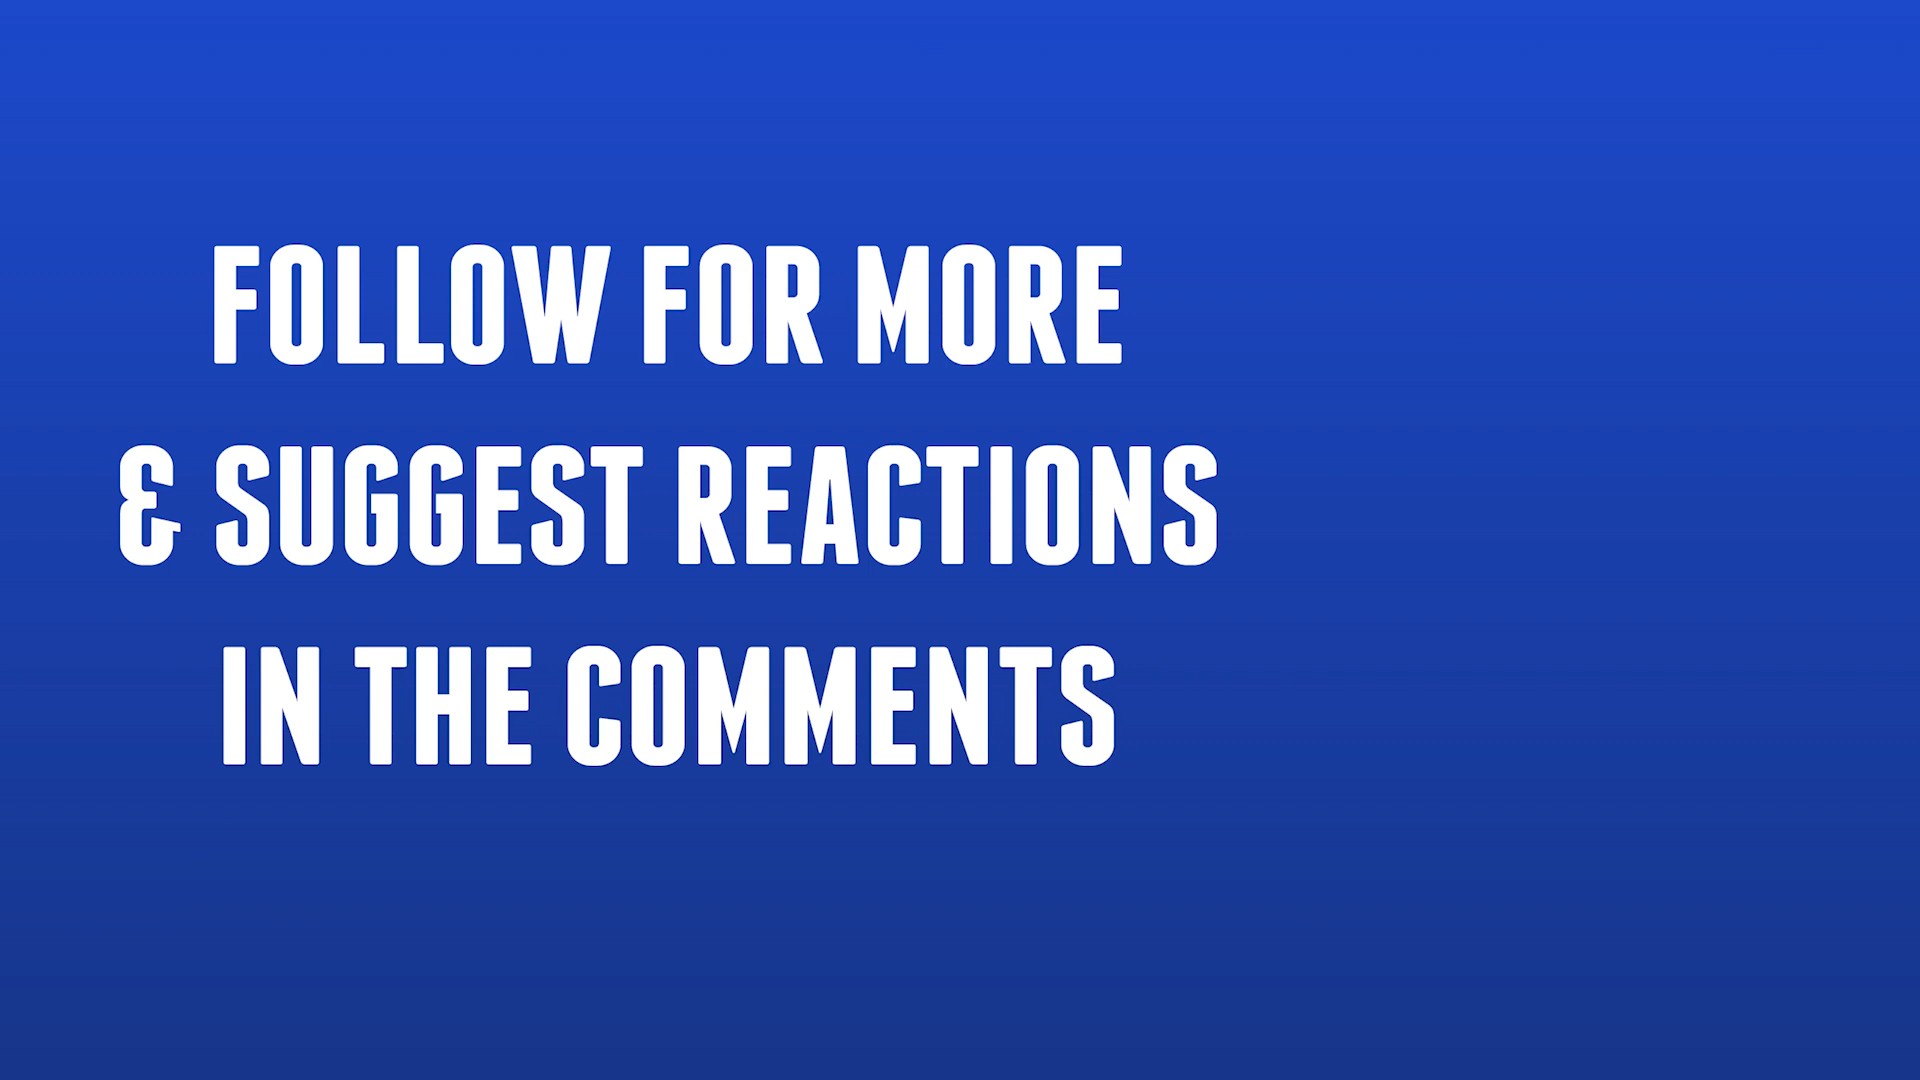 FOLLOW FOR MORE
& SUGGEST REACTIONS
IN THE COMMENTS